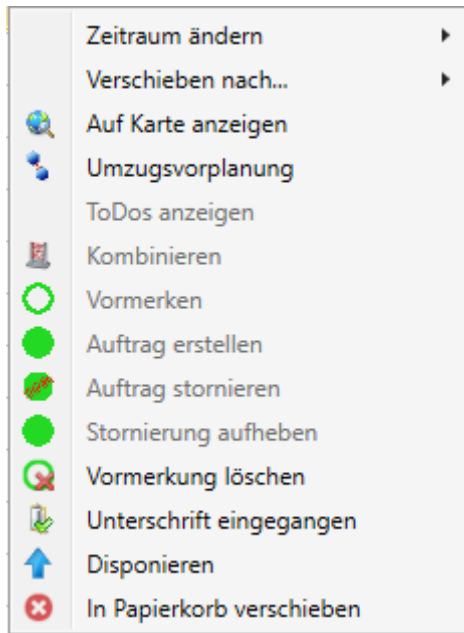 Zeitraum ändern
Verschieben nach...
Auf Karte anzeigen
Umzugsvorplanung
ToDos anzeigen
Kombinieren
Vormerken
Auftrag erstellen
Auftrag stornieren
Stornierung aufheben
Vormerkung löschen
Unterschrift eingegangen
Disponieren
In Papierkorb verschieben